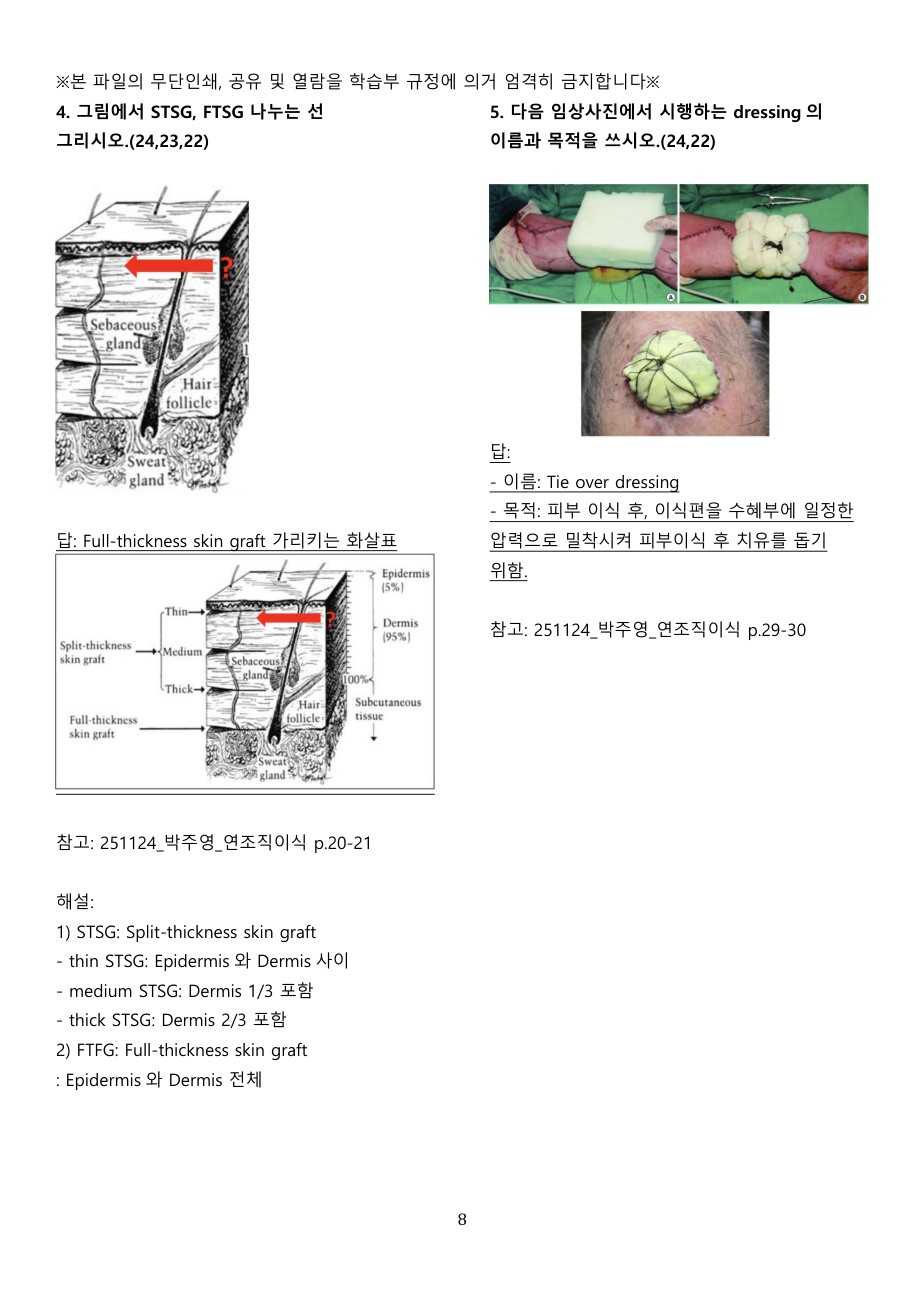 ※본 파일의 무단인쇄, 공유 및 열람을 학습부 규정에 의거 엄격히 금지합니다※
4. 그림에서 STSG, FTSG 나누는 선
그리시오.(24,23,22)
?
Sebaceous
gland
Hair
follicle
Sweat
gland
답: Full-thickness skin graft 가리키는 화살표
Epidermis
(5%)
Thin
?
Dermis
(95%)
Split-thickness
skin graft
Medium
Sebaceous
gland
Thick
100%
Hair
follicle
Subcutaneous
tissue
Full-thickness
skin graft
Sweat
gland
참고: 251124_박주영_연조직이식 p.20-21
해설:
1) STSG: Split-thickness skin graft
- thin STSG: Epidermis 와 Dermis 사이
- medium STSG: Dermis 1/3 포함
- thick STSG: Dermis 2/3 포함
2) FTFG: Full-thickness skin graft
: Epidermis 와 Dermis 전체
5. 다음 임상사진에서 시행하는 dressing 의
이름과 목적을 쓰시오.(24,22)
A
B
답:
- 이름: Tie over dressing
- 목적: 피부 이식 후, 이식편을 수혜부에 일정한
압력으로 밀착시켜 피부이식 후 치유를 돕기
위함.
참고: 251124_박주영_연조직이식 p.29-30
8